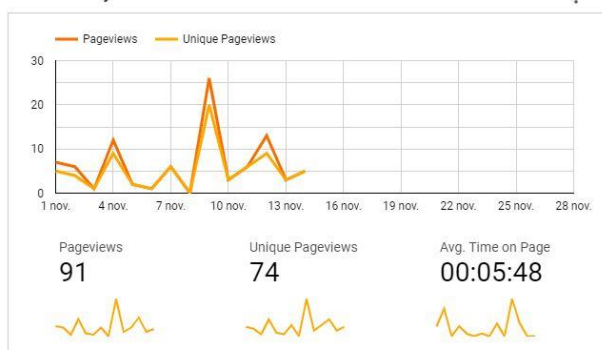 Pageviews Unique Pageviews
30
20
10
0
1 nov. 4 nov. 7 nov. 10 nov. 13 nov. 16 nov. 19 nov. 22 nov. 25 nov. 28 nov.
Pageviews Unique Pageviews Avg. Time on Page
91 74 00:05:48